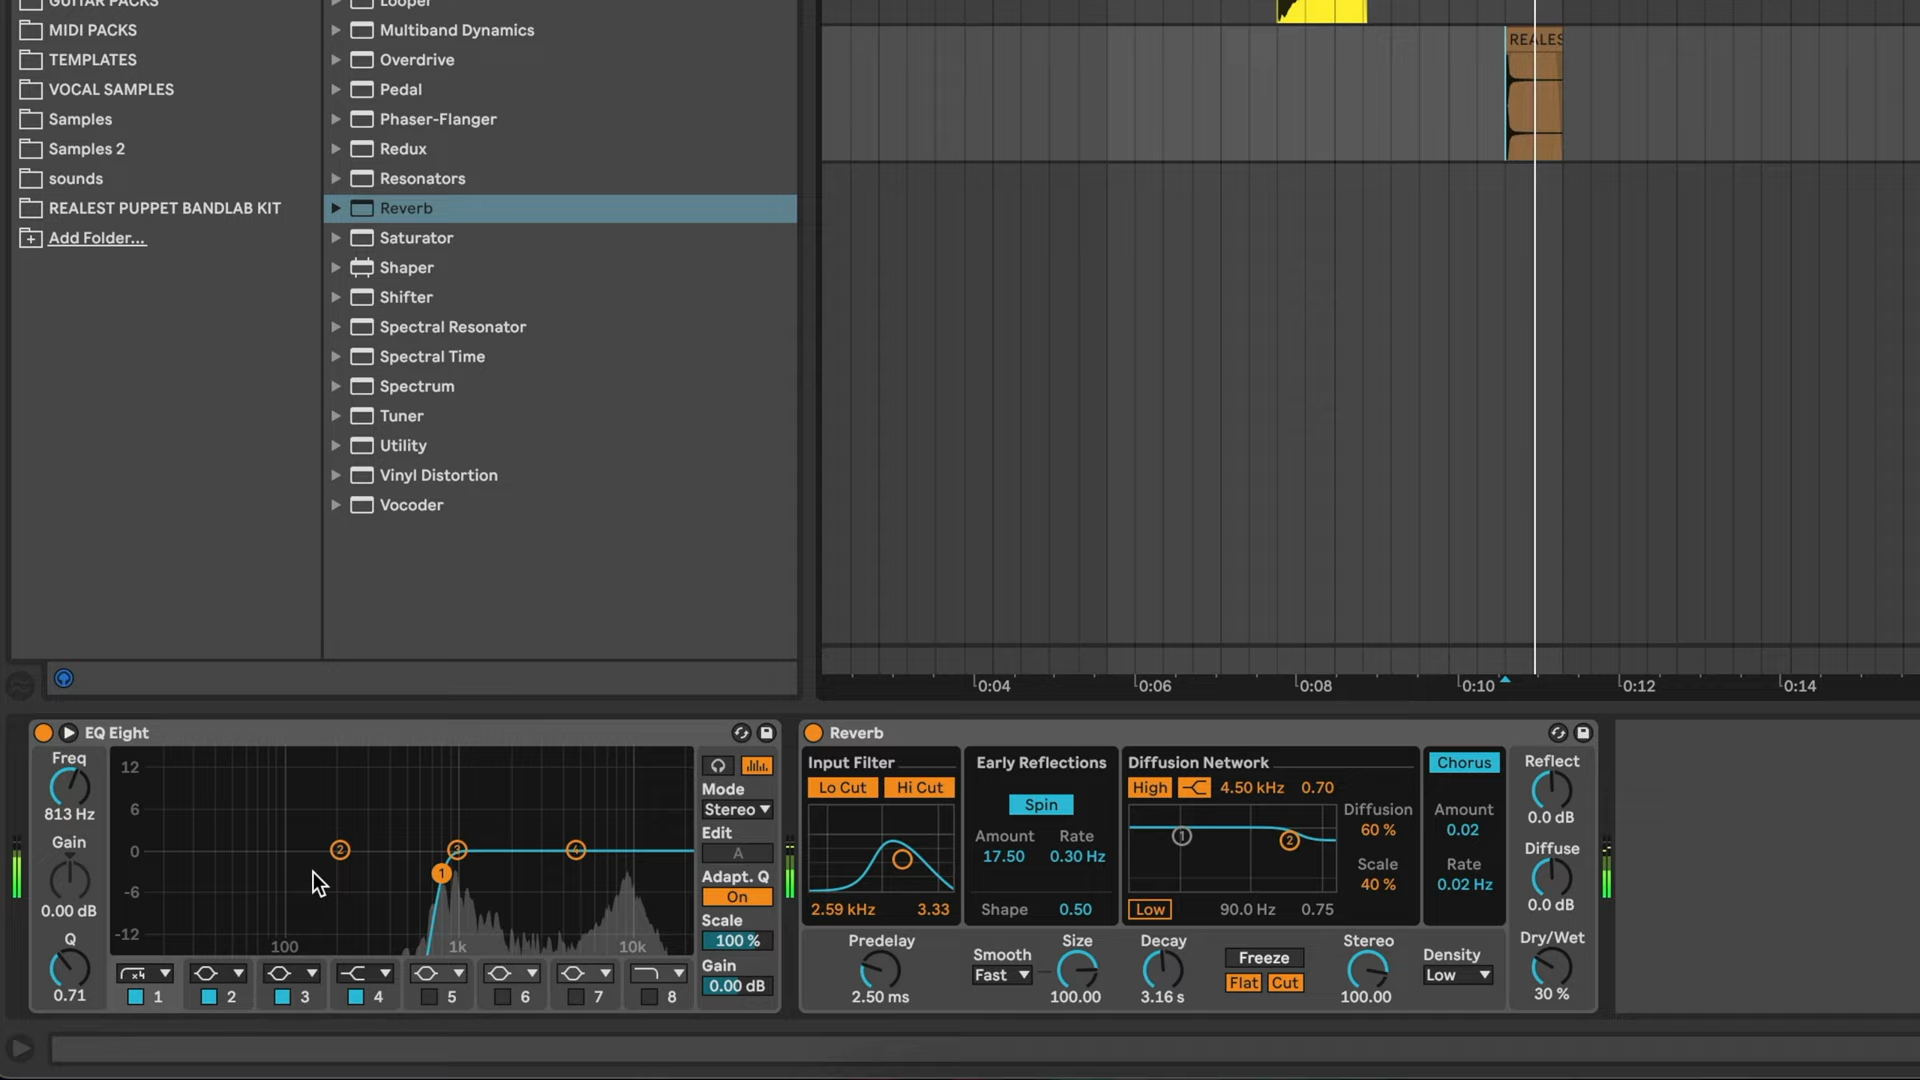 GUITAR PACKS
MIDI PACKS
TEMPLATES
VOCAL SAMPLES
Samples
Samples 2
sounds
REALEST PUPPET BANDLAB KIT
Add Folder...
Looper
Multiband Dynamics
Overdrive
Pedal
Phaser-Flanger
Redux
Resonators
Reverb
Saturator
Shaper
Shifter
Spectral Resonator
Spectral Time
Spectrum
Tuner
Utility
Vinyl Distortion
Vocoder
REALES
0:04 0:06 0:08 0:10 0:12 0:14
EQ Eight
Freq
813 Hz
Gain
0.00 dB
Q
0.71
12
6
0
-6
-12
100 1k 10k
1 2 3 4
x4
1 2 3 4 5 6 7 8
Mode
Stereo
Edit
A
Adapt. Q
On
Scale
100 %
Gain
0.00 dB
Reverb
Input Filter
Lo Cut Hi Cut
2.59 kHz 3.33
Early Reflections
Spin
Amount Rate
17.50 0.30 Hz
Shape 0.50
Diffusion Network
High 4.50 kHz 0.70
1 2
Low 90.0 Hz 0.75
Diffusion
60 %
Scale
40 %
Chorus
Amount
0.02
Rate
0.02 Hz
Reflect
0.0 dB
Diffuse
0.0 dB
Dry/Wet
30 %
Predelay
2.50 ms
Smooth
Fast
Size
100.00
Decay
3.16 s
Freeze
Flat Cut
Stereo
100.00
Density
Low